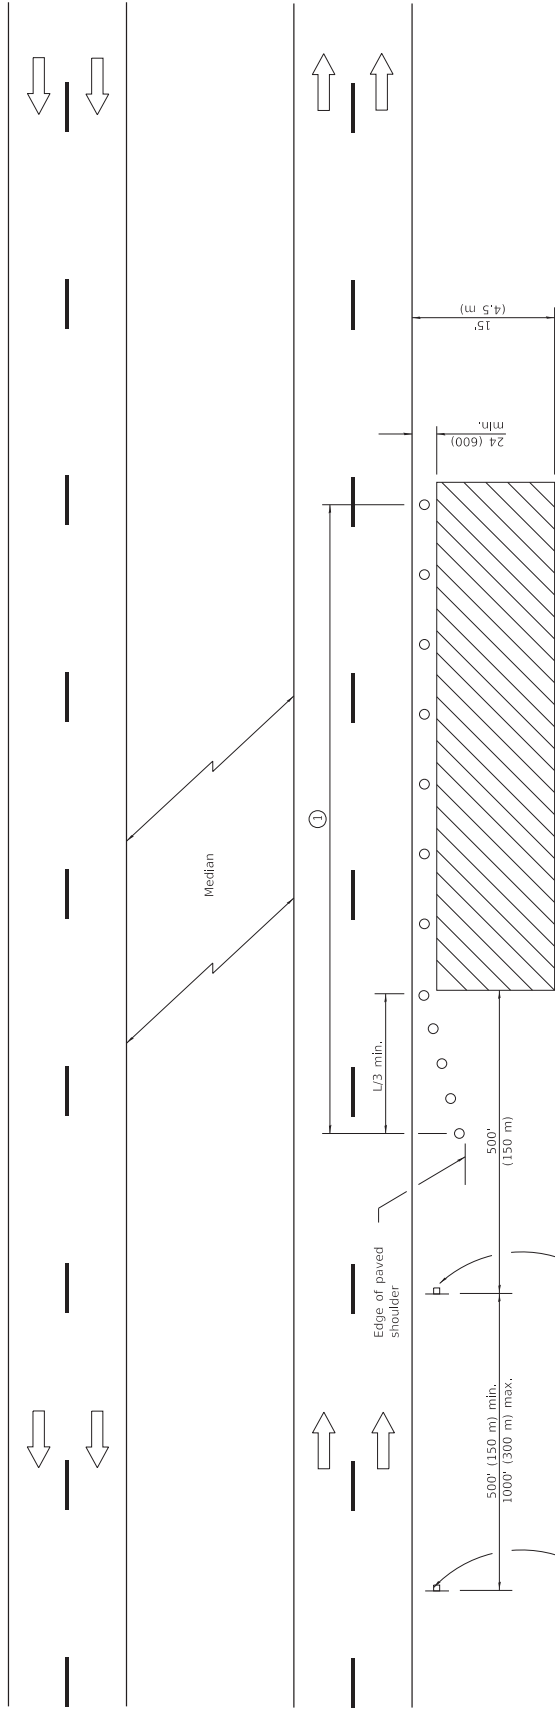 15'
(4.5 m)
24 (600)
min.
1
Median
L/3 min.
500'
(150 m)
Edge of paved
shoulder
500' (150 m) min.
1000' (300 m) max.